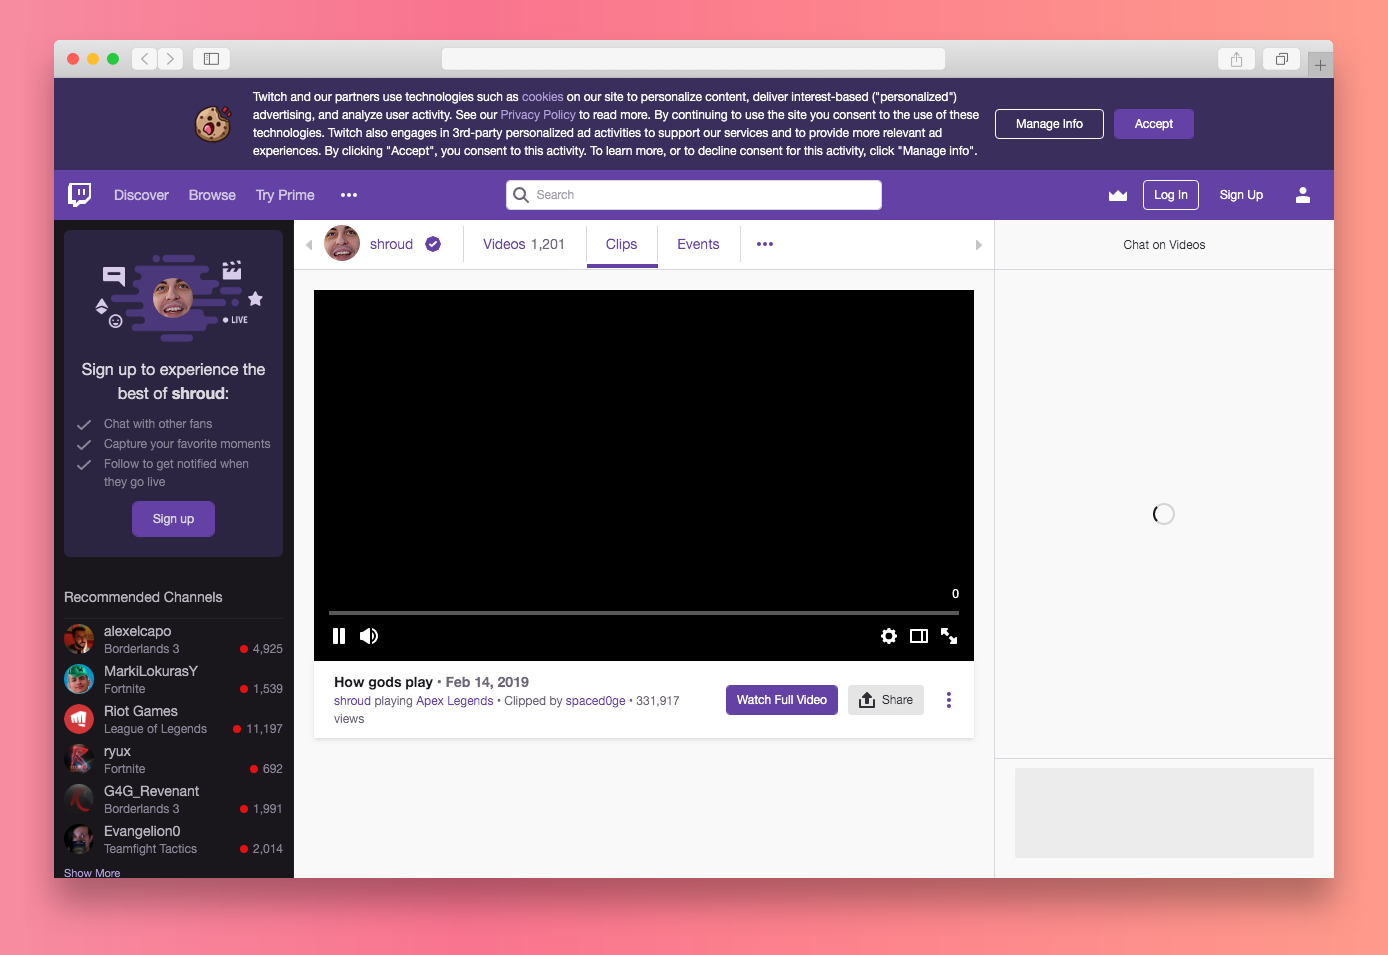 Twitch and our partners use technologies such as cookies on our site to personalize content, deliver interest-based ("personalized")
advertising, and analyze user activity. See our Privacy Policy to read more. By continuing to use the site you consent to the use of these
technologies. Twitch also engages in 3rd-party personalized ad activities to support our services and to provide more relevant ad
experiences. By clicking "Accept", you consent to this activity. To learn more, or to decline consent for this activity, click "Manage info".
Manage Info
Accept
Discover
Browse
Try Prime
Search
Log In
Sign Up
LIVE
Sign up to experience the
best of shroud:
Chat with other fans
Capture your favorite moments
Follow to get notified when
they go live
Sign up
Recommended Channels
alexelcapo
Borderlands 3 4,925
MarkiLokurasY
Fortnite 1,539
Riot Games
League of Legends 11,197
ryux
Fortnite 692
G4G_Revenant
Borderlands 3 1,991
Evangelion0
Teamfight Tactics 2,014
Show More
shroud
Videos 1,201
Clips
Events
0
How gods play • Feb 14, 2019
shroud playing Apex Legends • Clipped by spaced0ge • 331,917
views
Watch Full Video
Share
Chat on Videos